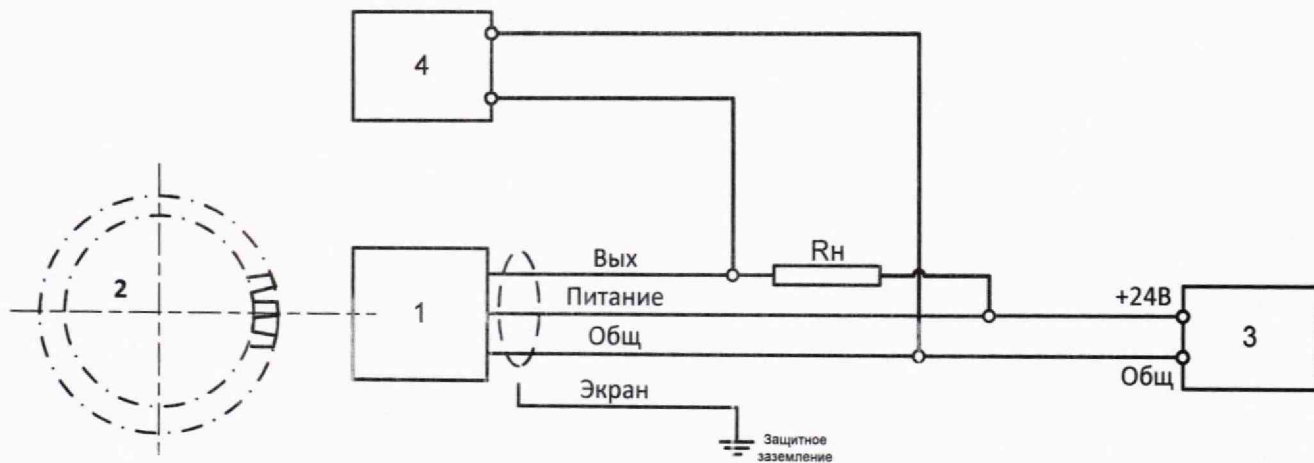 4
Вых
Rн
2
1
Питание
+24В
3
Общ
Общ
Экран
Защитное
заземление